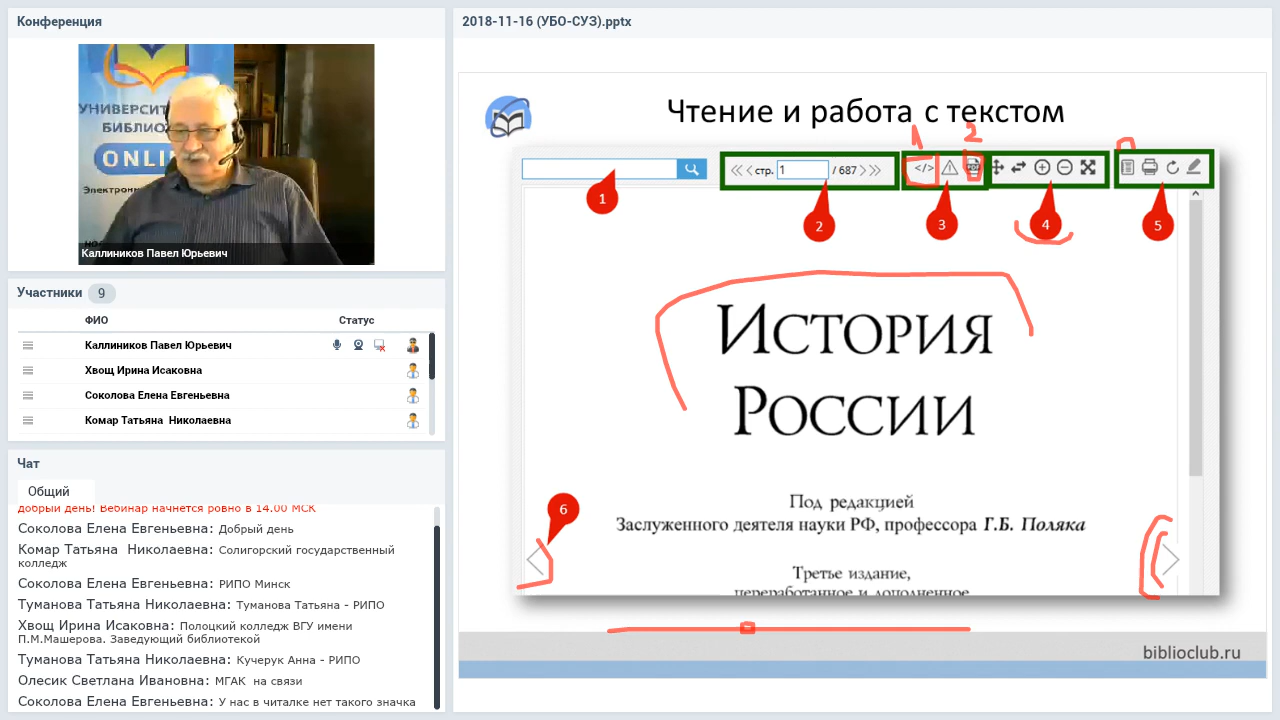 Конференция
УНИВЕРСИТ
БИБЛИО
ONLI
Электронн
Каллиников Павел Юрьевич
Участники 9
ФИО Статус
Каллиников Павел Юрьевич
Хвощ Ирина Исаковна
Соколова Елена Евгеньевна
Комар Татьяна Николаевна
Чат
Общий
добрый день! Вебинар начнется ровно в 14.00 МСК
Соколова Елена Евгеньевна: Добрый день
Комар Татьяна Николаевна: Солигорский государственный
колледж
Соколова Елена Евгеньевна: РИПО Минск
Туманова Татьяна Николаевна: Туманова Татьяна - РИПО
Хвощ Ирина Исаковна: Полоцкий колледж ВГУ имени
П.М.Машерова. Заведующий библиотекой
Туманова Татьяна Николаевна: Кучерук Анна - РИПО
Олесик Светлана Ивановна: МГАК на связи
Соколова Елена Евгеньевна: У нас в читалке нет такого значка
2018-11-16 (УБО-СУЗ).pptx
Чтение и работа с текстом
1 2
стр. 1 / 687 </> PDF
1 2 3 4 5
История
России
6
Под редакцией
Заслуженного деятеля науки РФ, профессора Г.Б. Поляка
Третье издание,
переработанное и дополненное
biblioclub.ru